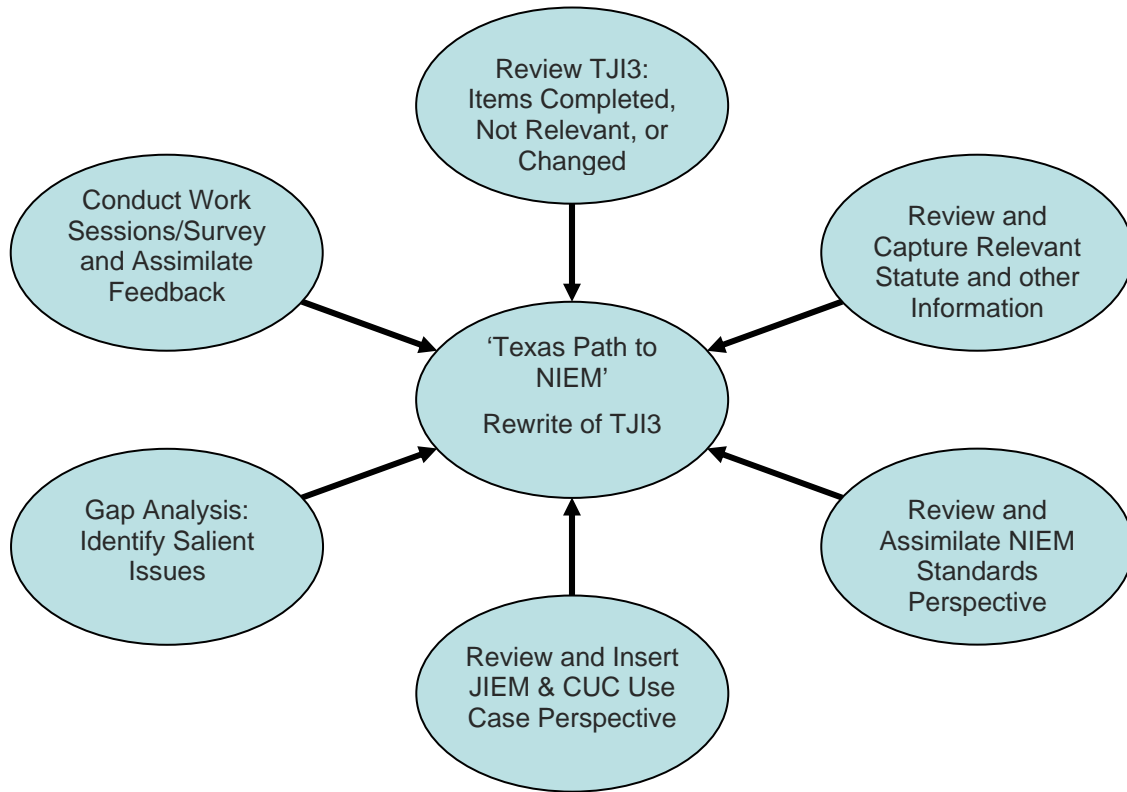 Review TJI3:
Items Completed,
Not Relevant, or
Changed
Conduct Work
Sessions/Survey
and Assimilate
Feedback
Review and
Capture Relevant
Statute and other
Information
‘Texas Path to
NIEM’
Rewrite of TJI3
Gap Analysis:
Identify Salient
Issues
Review and
Assimilate NIEM
Standards
Perspective
Review and Insert
JIEM & CUC Use
Case Perspective